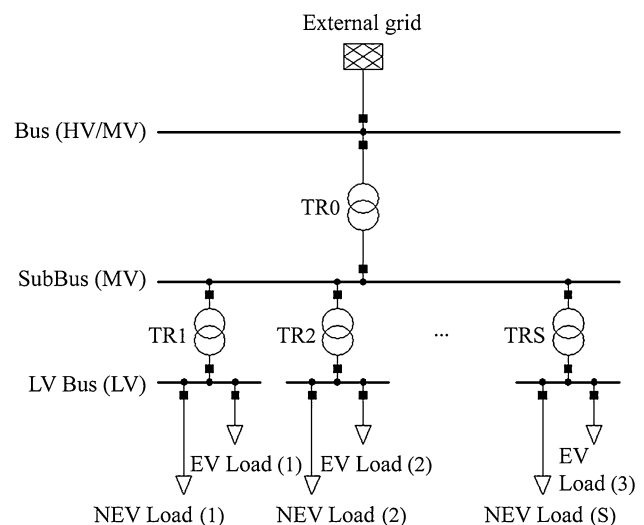 External grid
Bus (HV/MV)
TR0
SubBus (MV)
TR1
TR2
...
TRS
LV Bus (LV)
EV Load (1)
EV Load (2)
EV
Load (3)
NEV Load (1)
NEV Load (2)
NEV Load (S)